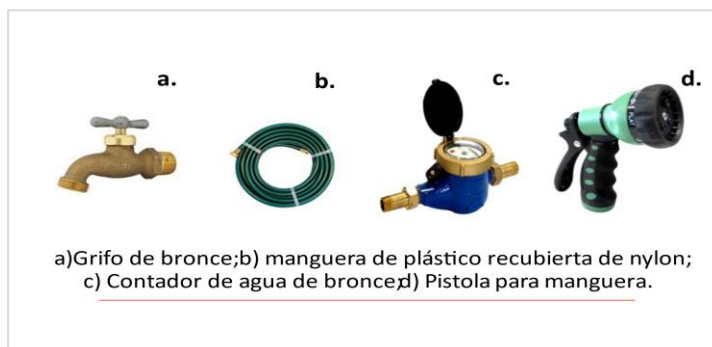 a. b. c. d.
a)Grifo de bronce;b) manguera de plástico recubierta de nylon;
c) Contador de agua de bronce;d) Pistola para manguera.